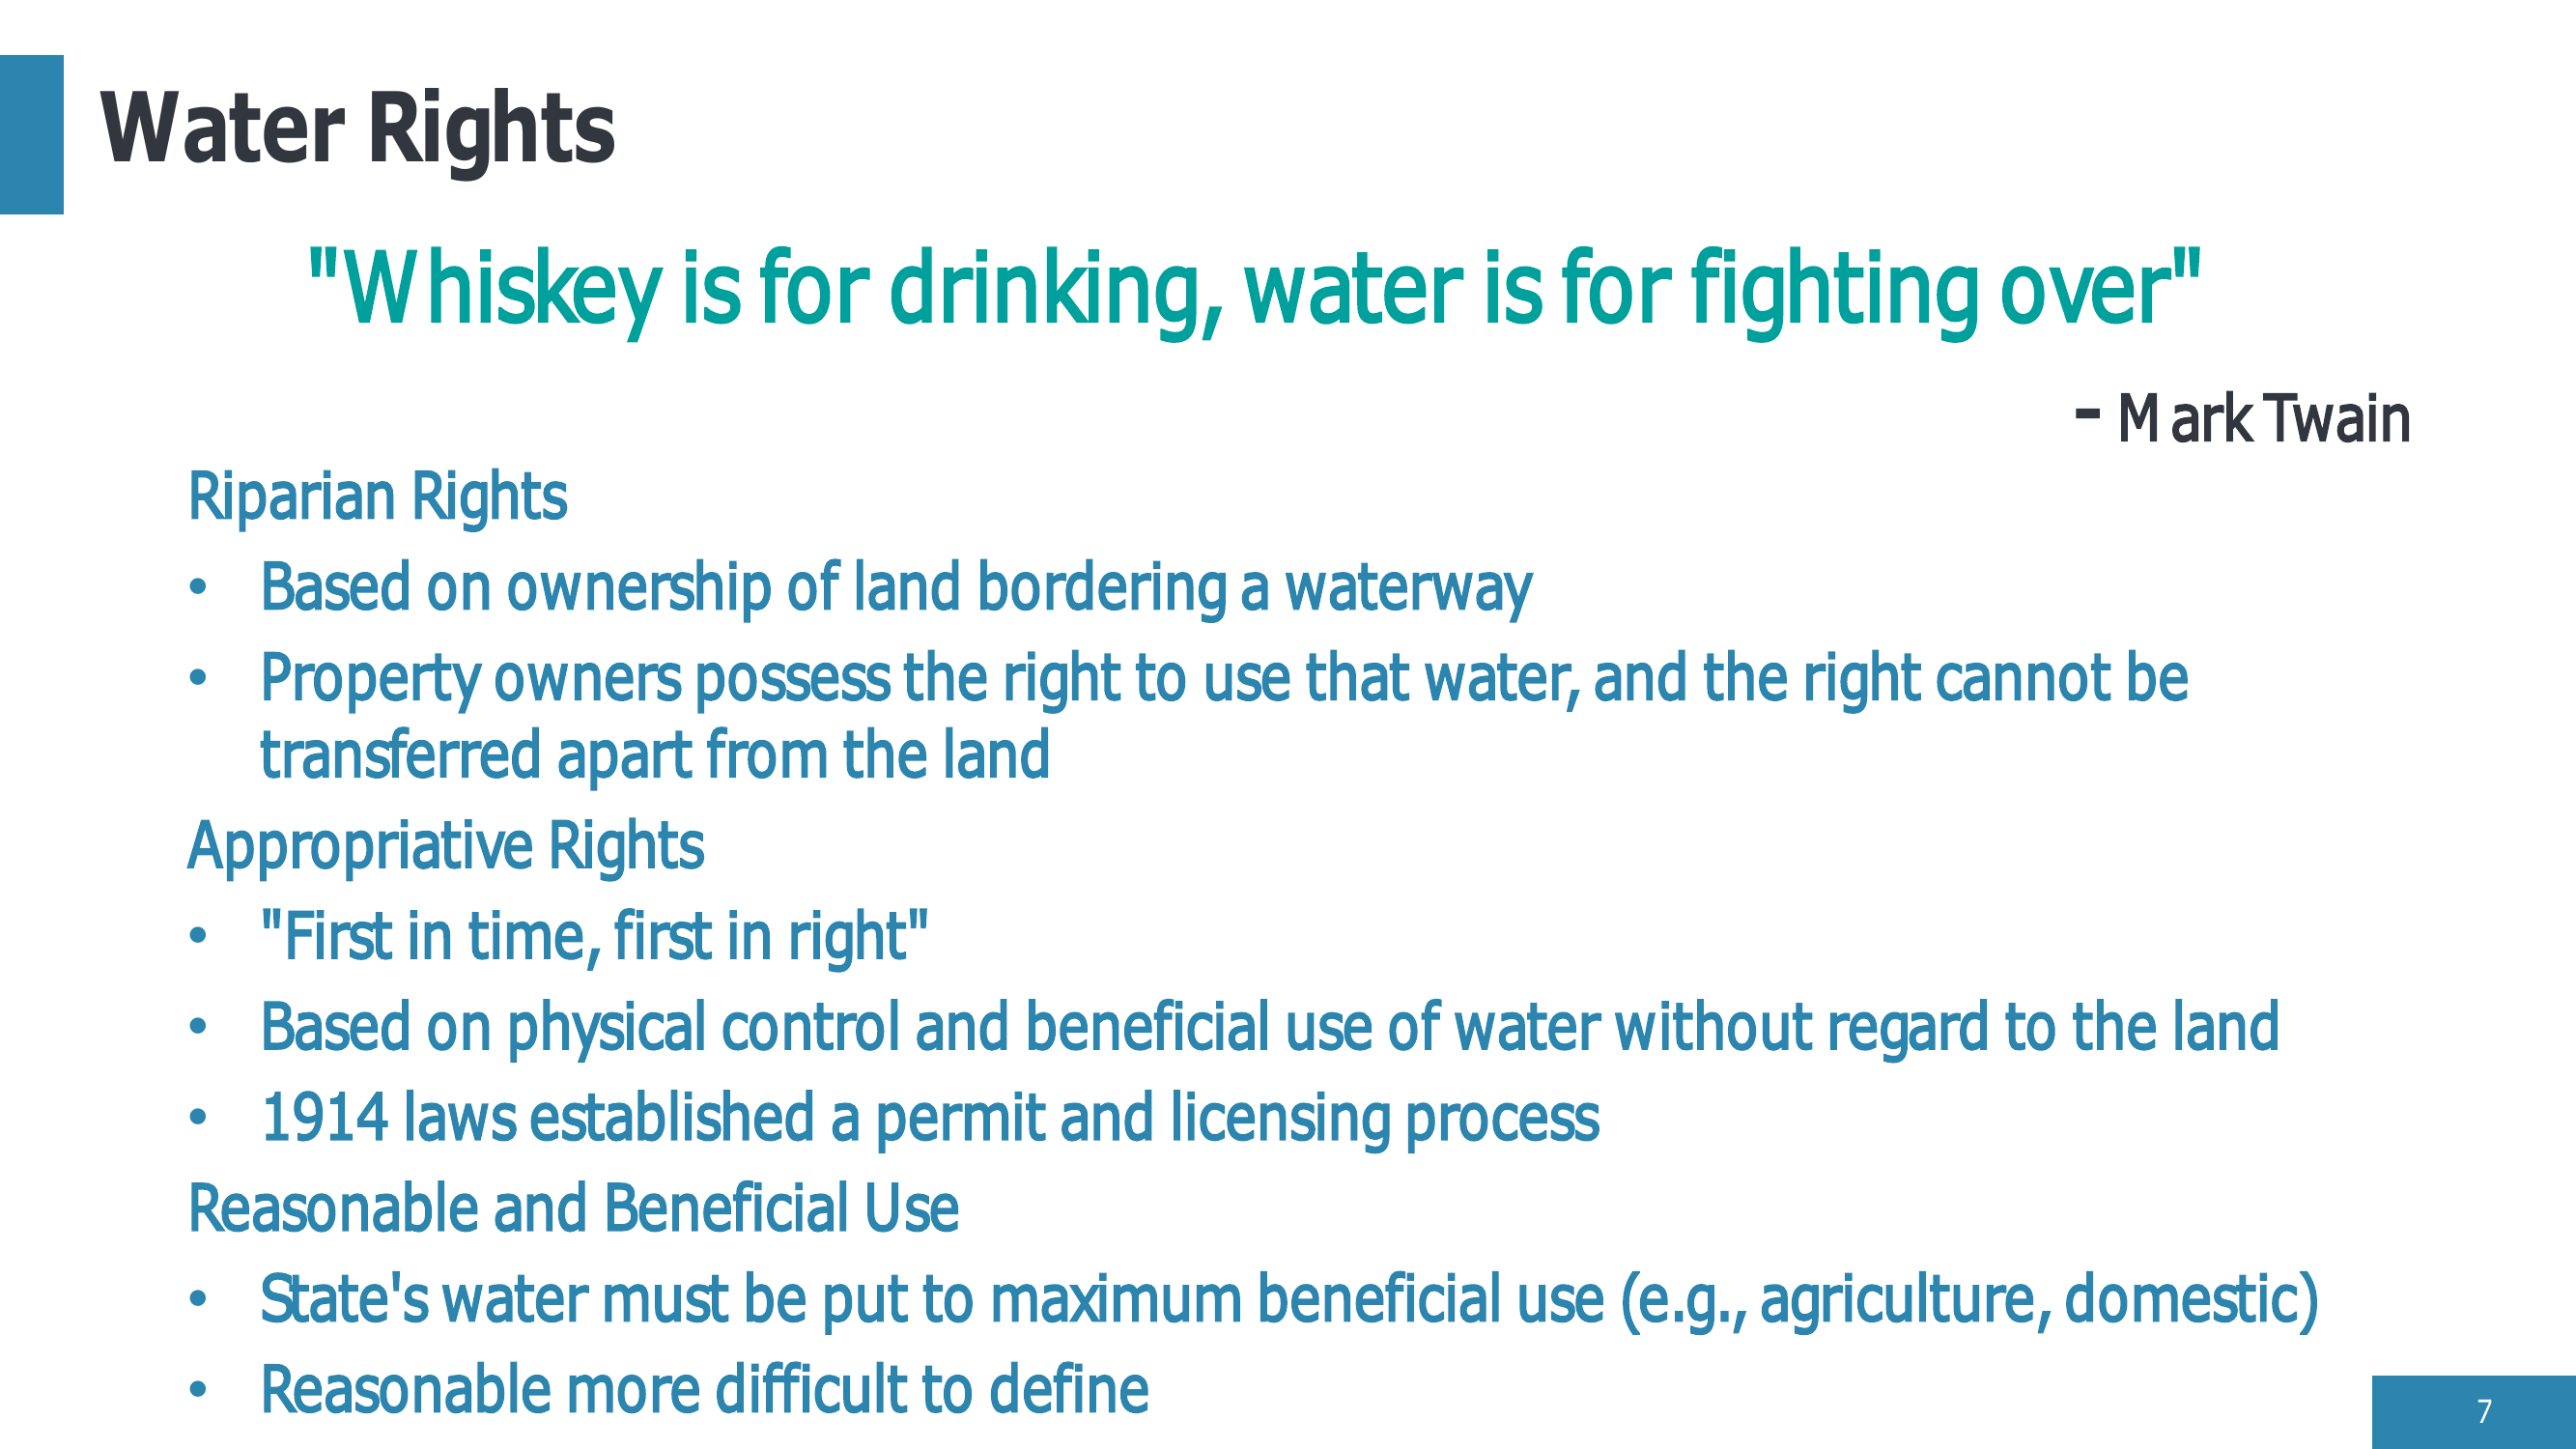 Water Rights
"Whiskey is for drinking, water is for fighting over"
- Mark Twain
Riparian Rights
• Based on ownership of land bordering a waterway
• Property owners possess the right to use that water, and the right cannot be
transferred apart from the land
Appropriative Rights
• "First in time, first in right"
• Based on physical control and beneficial use of water without regard to the land
• 1914 laws established a permit and licensing process
Reasonable and Beneficial Use
• State's water must be put to maximum beneficial use (e.g., agriculture, domestic)
• Reasonable more difficult to define
7